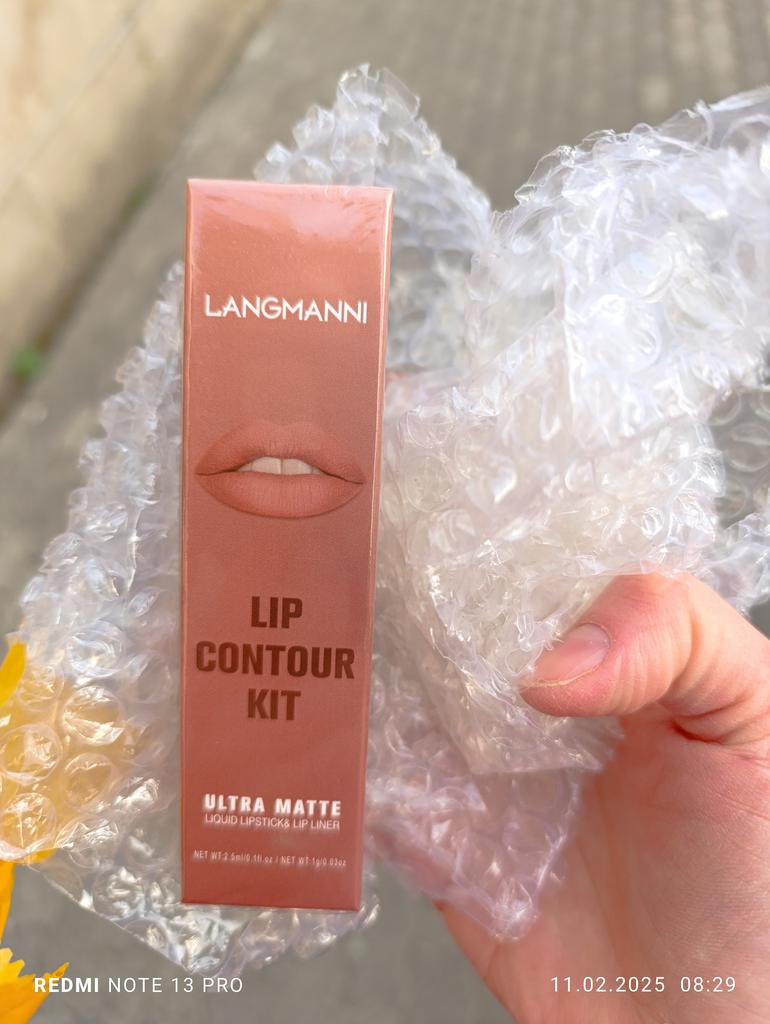 LANGMANNI
LIP
CONTOUR
KIT
ULTRA MATTE
LIQUID LIPSTICK& LIP LINER
NET WT:2.5ml/0.1fl oz / NET WT:1g/0.03oz
REDMI NOTE 13 PRO
11.02.2025 08:29